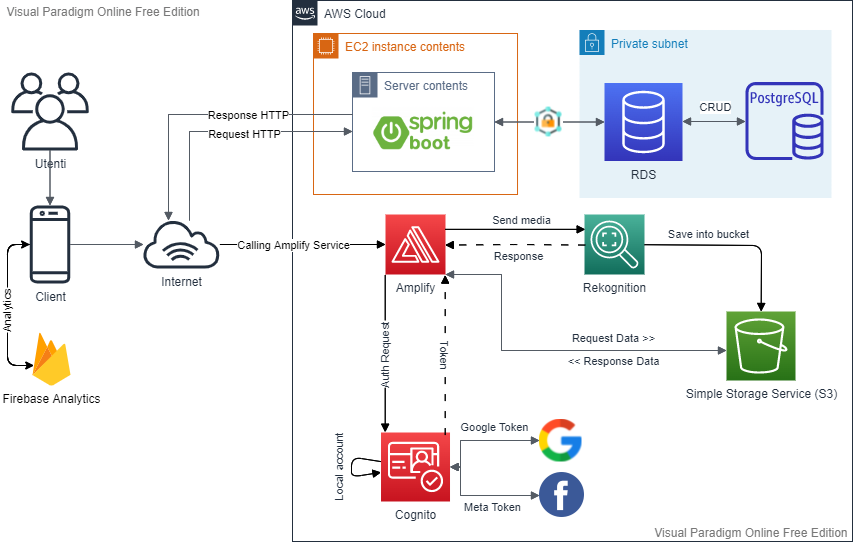 Visual Paradigm Online Free Edition
aws
AWS Cloud
EC2 instance contents
Server contents
spring
boot
Private subnet
PostgreSQL
CRUD
RDS
Response HTTP
Request HTTP
Utenti
Client
Internet
Calling Amplify Service
Analytics
Firebase Analytics
Send media
Response
Amplify
Rekognition
Save into bucket
Auth Request
Token
Request Data >>
<< Response Data
Simple Storage Service (S3)
Local account
Google Token
Meta Token
Cognito
Visual Paradigm Online Free Edition